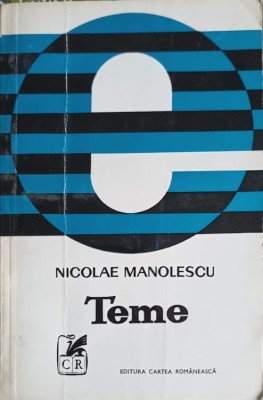 e
NICOLAE MANOLESCU
Teme
CR
EDITURA CARTEA ROMÂNEASCĂ